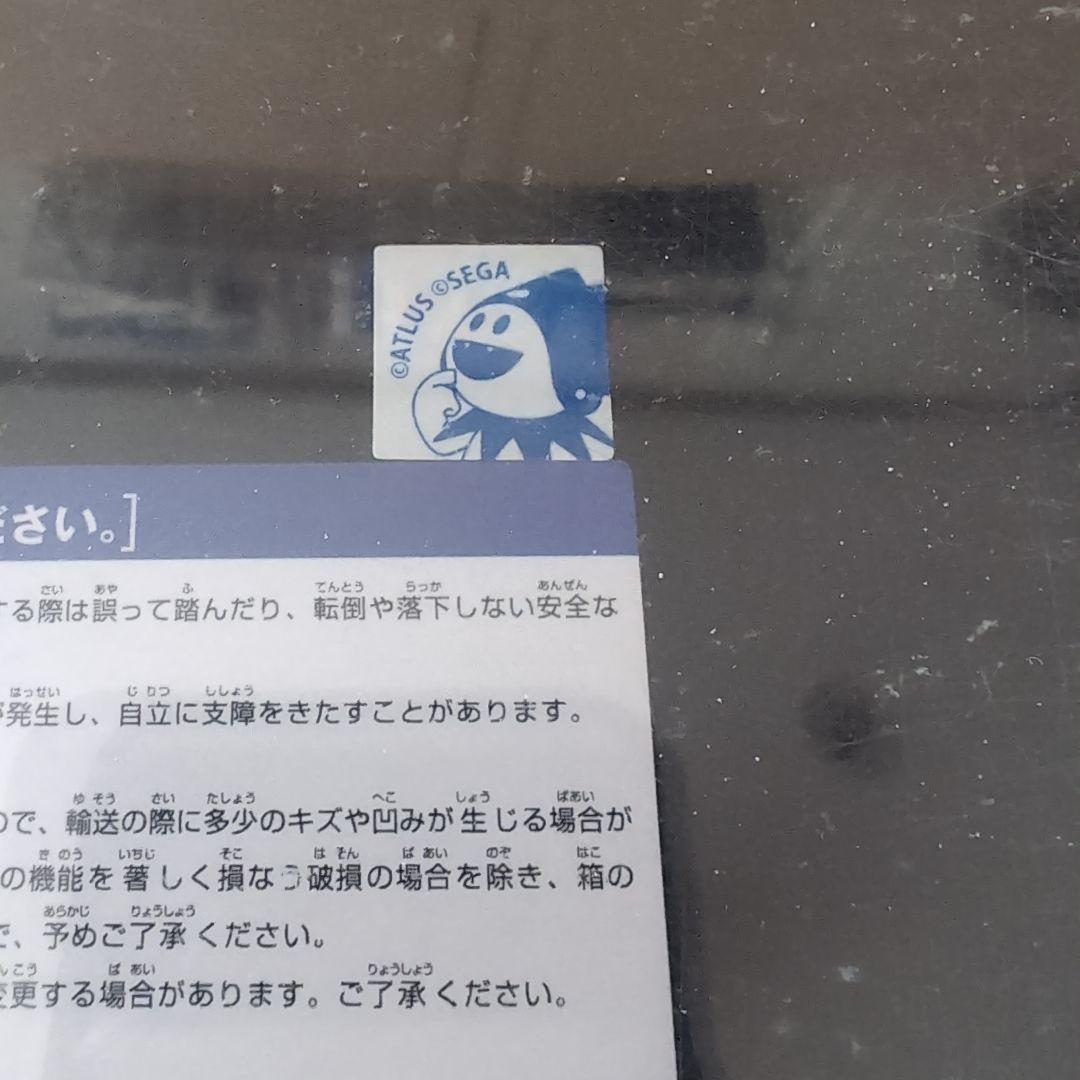 ©ATLUS ©SEGA
ださい。]
する際は誤って踏んだり、転倒や落下しない安全な
が発生し、自立に支障をきたすことがあります。
ので、輸送の際に多少のキズや凹みが生じる場合が
の機能を著しく損なう破損の場合を除き、箱の
で、予めご了承ください。
変更する場合があります。ご了承ください。